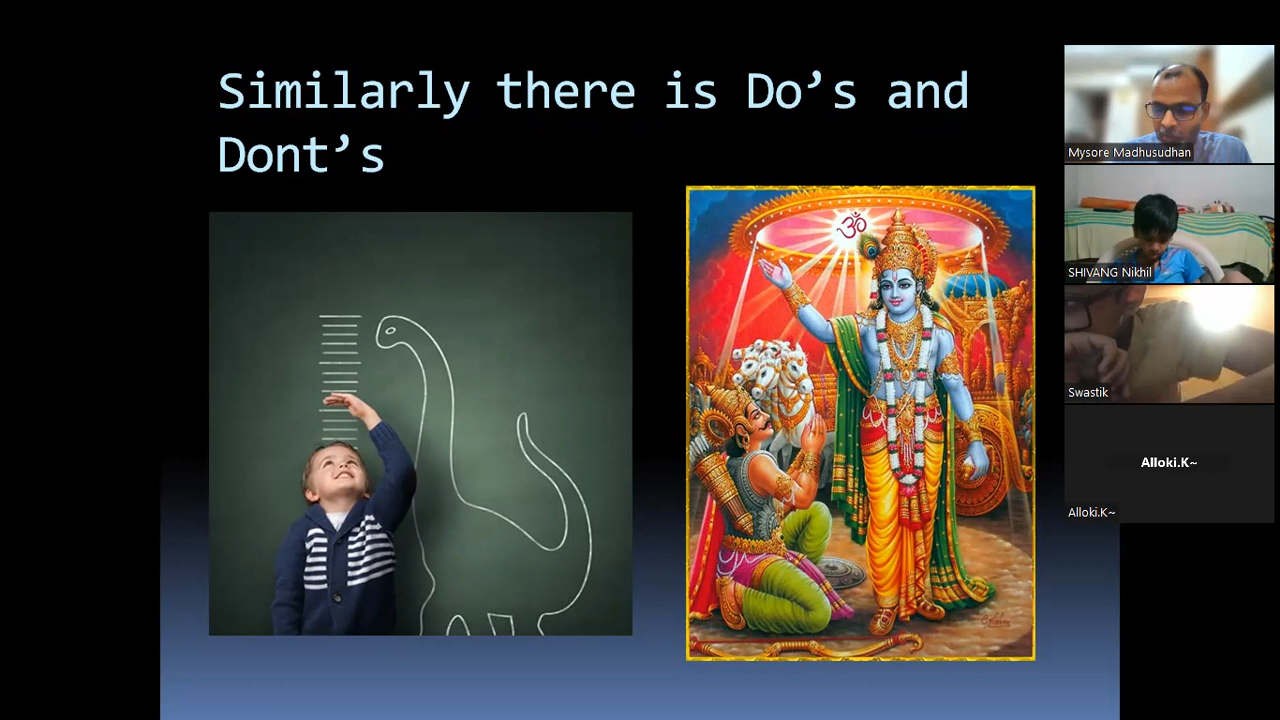 Similarly there is Do’s and
Dont’s
ॐ
Mysore Madhusudhan
SHIVANG Nikhil
Swastik
Alloki.K~
Alloki.K~